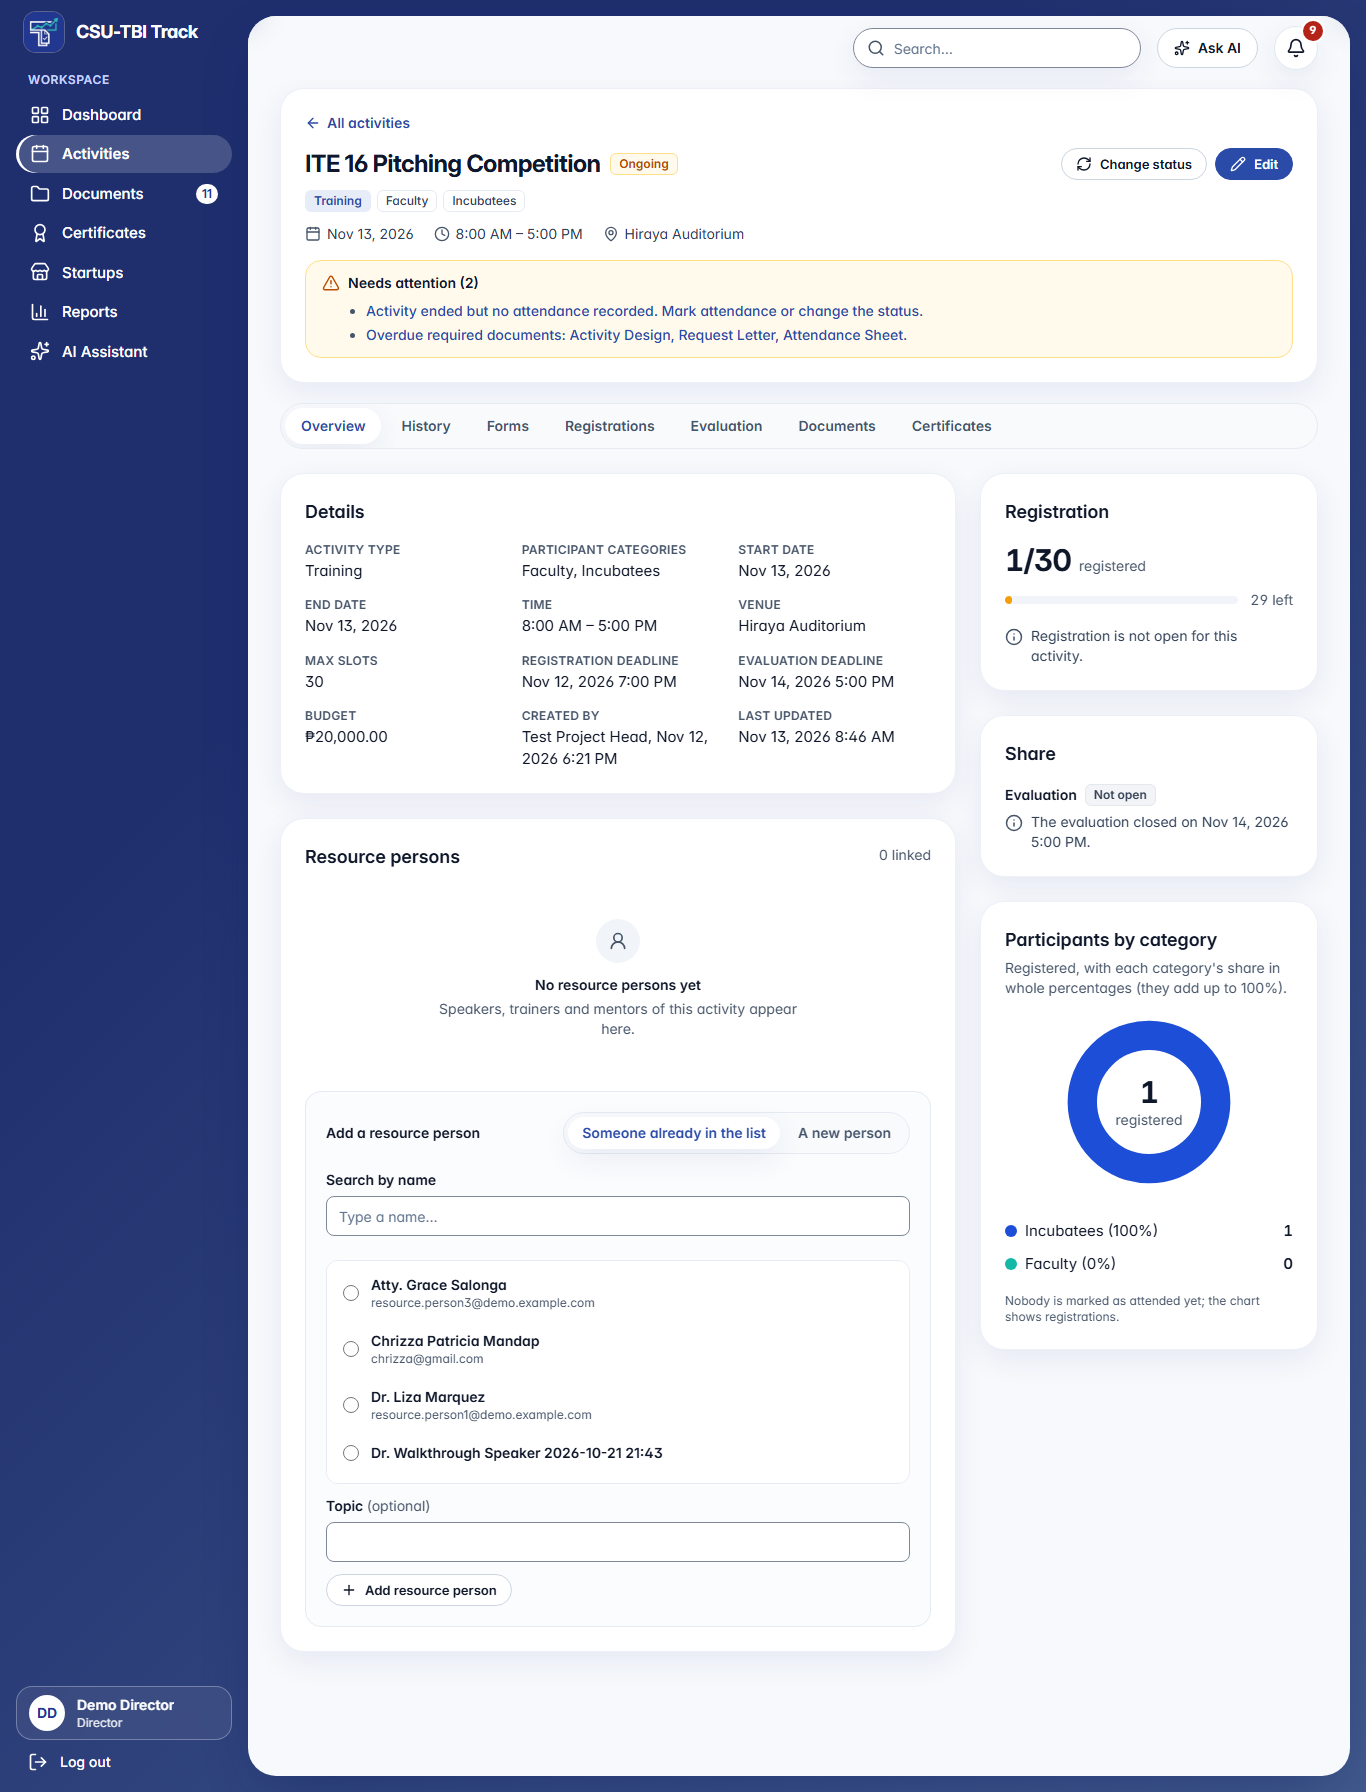 CSU-TBI Track
WORKSPACE
Dashboard
Activities
Documents 11
Certificates
Startups
Reports
AI Assistant
Demo Director
DD
Director
Log out
Search...
Ask AI
9
All activities
ITE 16 Pitching Competition Ongoing
Change status
Edit
Training Faculty Incubatees
Nov 13, 2026 8:00 AM – 5:00 PM Hiraya Auditorium
Needs attention (2)
• Activity ended but no attendance recorded. Mark attendance or change the status.
• Overdue required documents: Activity Design, Request Letter, Attendance Sheet.
Overview History Forms Registrations Evaluation Documents Certificates
Details
ACTIVITY TYPE
Training
PARTICIPANT CATEGORIES
Faculty, Incubatees
START DATE
Nov 13, 2026
END DATE
Nov 13, 2026
TIME
8:00 AM – 5:00 PM
VENUE
Hiraya Auditorium
MAX SLOTS
30
REGISTRATION DEADLINE
Nov 12, 2026 7:00 PM
EVALUATION DEADLINE
Nov 14, 2026 5:00 PM
BUDGET
₱20,000.00
CREATED BY
Test Project Head, Nov 12,
2026 6:21 PM
LAST UPDATED
Nov 13, 2026 8:46 AM
Resource persons
0 linked
No resource persons yet
Speakers, trainers and mentors of this activity appear
here.
Add a resource person
Someone already in the list
A new person
Search by name
Type a name...
Atty. Grace Salonga
resource.person3@demo.example.com
Chrizza Patricia Mandap
chrizza@gmail.com
Dr. Liza Marquez
resource.person1@demo.example.com
Dr. Walkthrough Speaker 2026-10-21 21:43
Topic (optional)
Add resource person
Registration
1/30 registered
29 left
Registration is not open for this
activity.
Share
Evaluation Not open
The evaluation closed on Nov 14, 2026
5:00 PM.
Participants by category
Registered, with each category's share in
whole percentages (they add up to 100%).
1
registered
Incubatees (100%) 1
Faculty (0%) 0
Nobody is marked as attended yet; the chart
shows registrations.